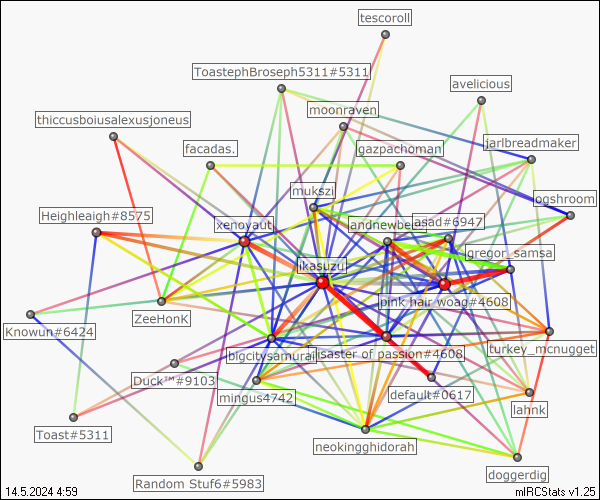 tescoroll
ToastephBroseph5311#5311
avelicious
moonraven
thiccusboiusalexusjoneus
facadas.
gazpachoman
jarlbreadmaker
mukszi
ogshroom
Heighleaigh#8575
xenoyaut
andnewbe
asad#6947
gregor_samsa
ikasuzu
pink hair woag#4608
Knowun#6424
ZeeHonK
bigcitysamurai
isaster of passion#4608
turkey_mcnugget
Duck™#9103
mingus4742
default#0617
lahnk
Toast#5311
neokingghidorah
Random Stuf6#5983
doggerdig
14.5.2024 4:59
mIRCStats v1.25